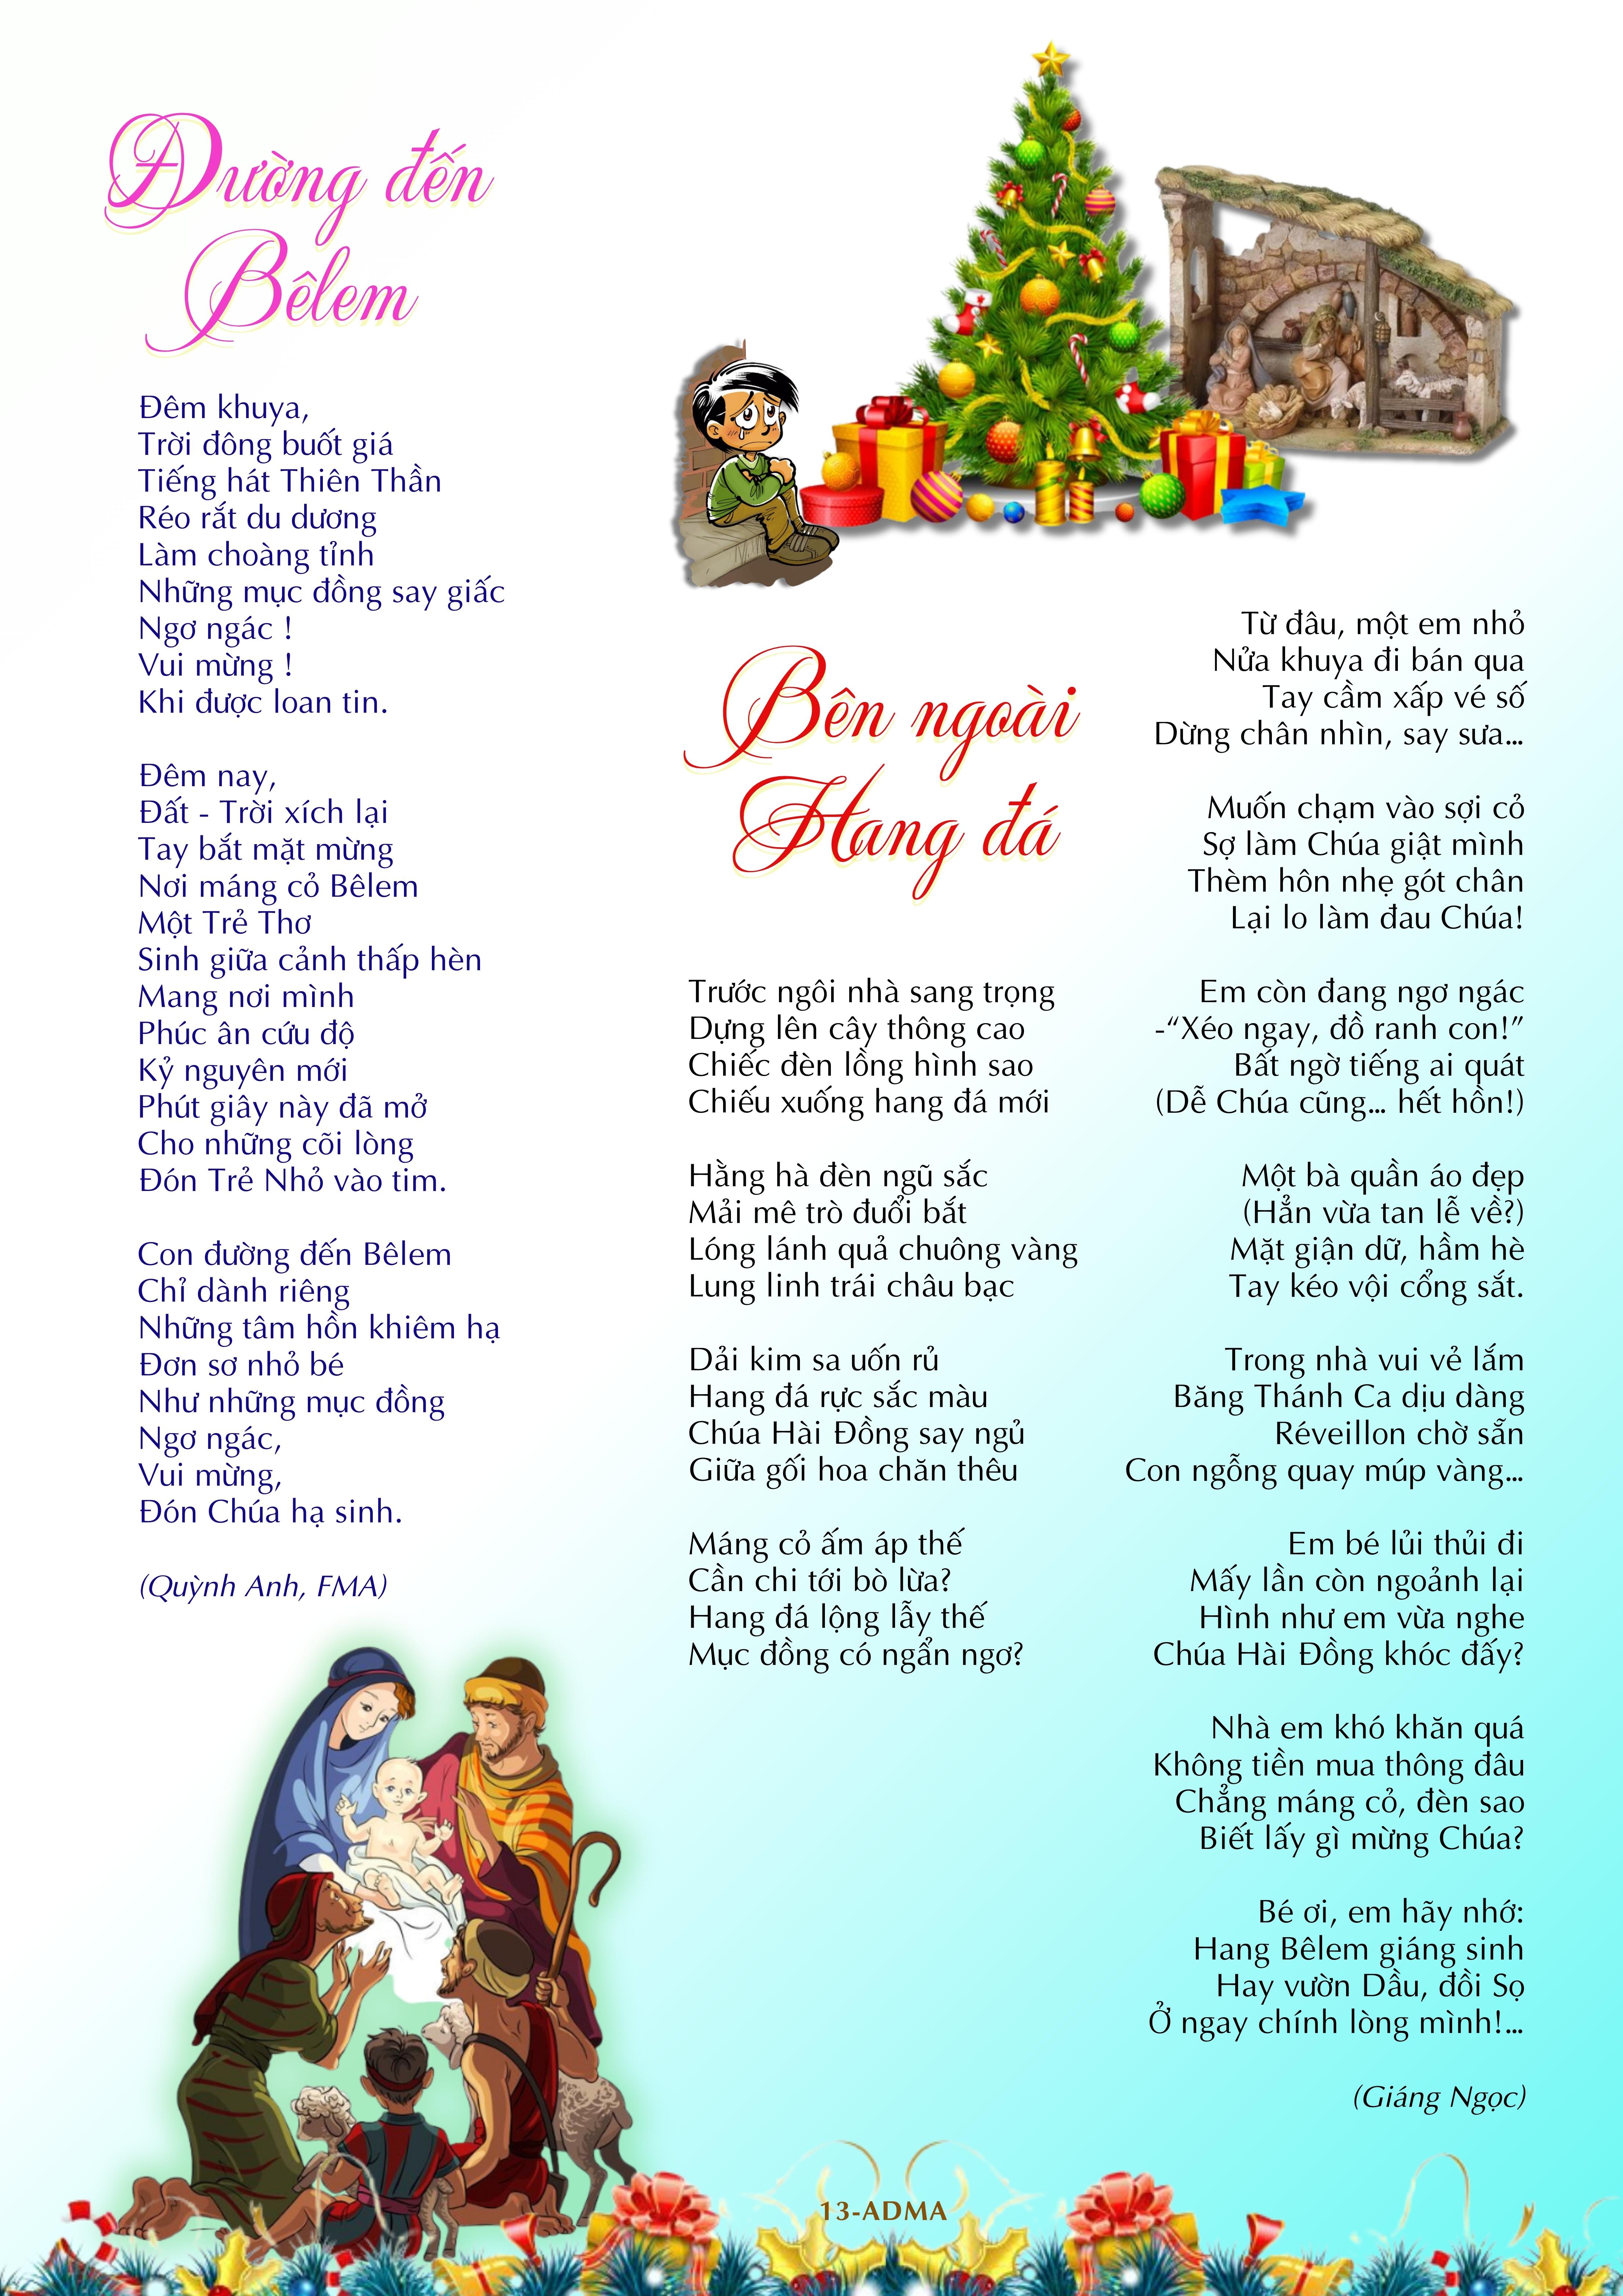 Đường đến
Bêlem
Đêm khuya,
Trời đông buốt giá
Tiếng hát Thiên Thần
Réo rắt du dương
Làm choàng tỉnh
Những mục đồng say giấc
Ngơ ngác !
Vui mừng !
Khi được loan tin.
Đêm nay,
Đất - Trời xích lại
Tay bắt mặt mừng
Nơi máng cỏ Bêlem
Một Trẻ Thơ
Sinh giữa cảnh thấp hèn
Mang nơi mình
Phúc ân cứu độ
Kỷ nguyên mới
Phút giây này đã mở
Cho những cõi lòng
Đón Trẻ Nhỏ vào tim.
Con đường đến Bêlem
Chỉ dành riêng
Những tâm hồn khiêm hạ
Đơn sơ nhỏ bé
Như những mục đồng
Ngơ ngác,
Vui mừng,
Đón Chúa hạ sinh.
(Quỳnh Anh, FMA)
Bên ngoài
Hang đá
Trước ngôi nhà sang trọng
Dựng lên cây thông cao
Chiếc đèn lồng hình sao
Chiếu xuống hang đá mới
Hằng hà đèn ngũ sắc
Mải mê trò đuổi bắt
Lóng lánh quả chuông vàng
Lung linh trái châu bạc
Dải kim sa uốn rủ
Hang đá rực sắc màu
Chúa Hài Đồng say ngủ
Giữa gối hoa chăn thêu
Máng cỏ ấm áp thế
Cần chi tới bò lừa?
Hang đá lộng lẫy thế
Mục đồng có ngẩn ngơ?
Từ đâu, một em nhỏ
Nửa khuya đi bán qua
Tay cầm xấp vé số
Dừng chân nhìn, say sưa...
Muốn chạm vào sợi cỏ
Sợ làm Chúa giật mình
Thèm hôn nhẹ gót chân
Lại lo làm đau Chúa!
Em còn đang ngơ ngác
-“Xéo ngay, đồ ranh con!”
Bất ngờ tiếng ai quát
(Dễ Chúa cũng... hết hồn!)
Một bà quần áo đẹp
(Hẳn vừa tan lễ về?)
Mặt giận dữ, hầm hè
Tay kéo vội cổng sắt.
Trong nhà vui vẻ lắm
Băng Thánh Ca dịu dàng
Réveillon chờ sẵn
Con ngỗng quay múp vàng...
Em bé lủi thủi đi
Mấy lần còn ngoảnh lại
Hình như em vừa nghe
Chúa Hài Đồng khóc đấy?
Nhà em khó khăn quá
Không tiền mua thông đâu
Chẳng máng cỏ, đèn sao
Biết lấy gì mừng Chúa?
Bé ơi, em hãy nhớ:
Hang Bêlem giáng sinh
Hay vườn Dầu, đồi Sọ
Ở ngay chính lòng mình!...
(Giáng Ngọc)
13-ADMA